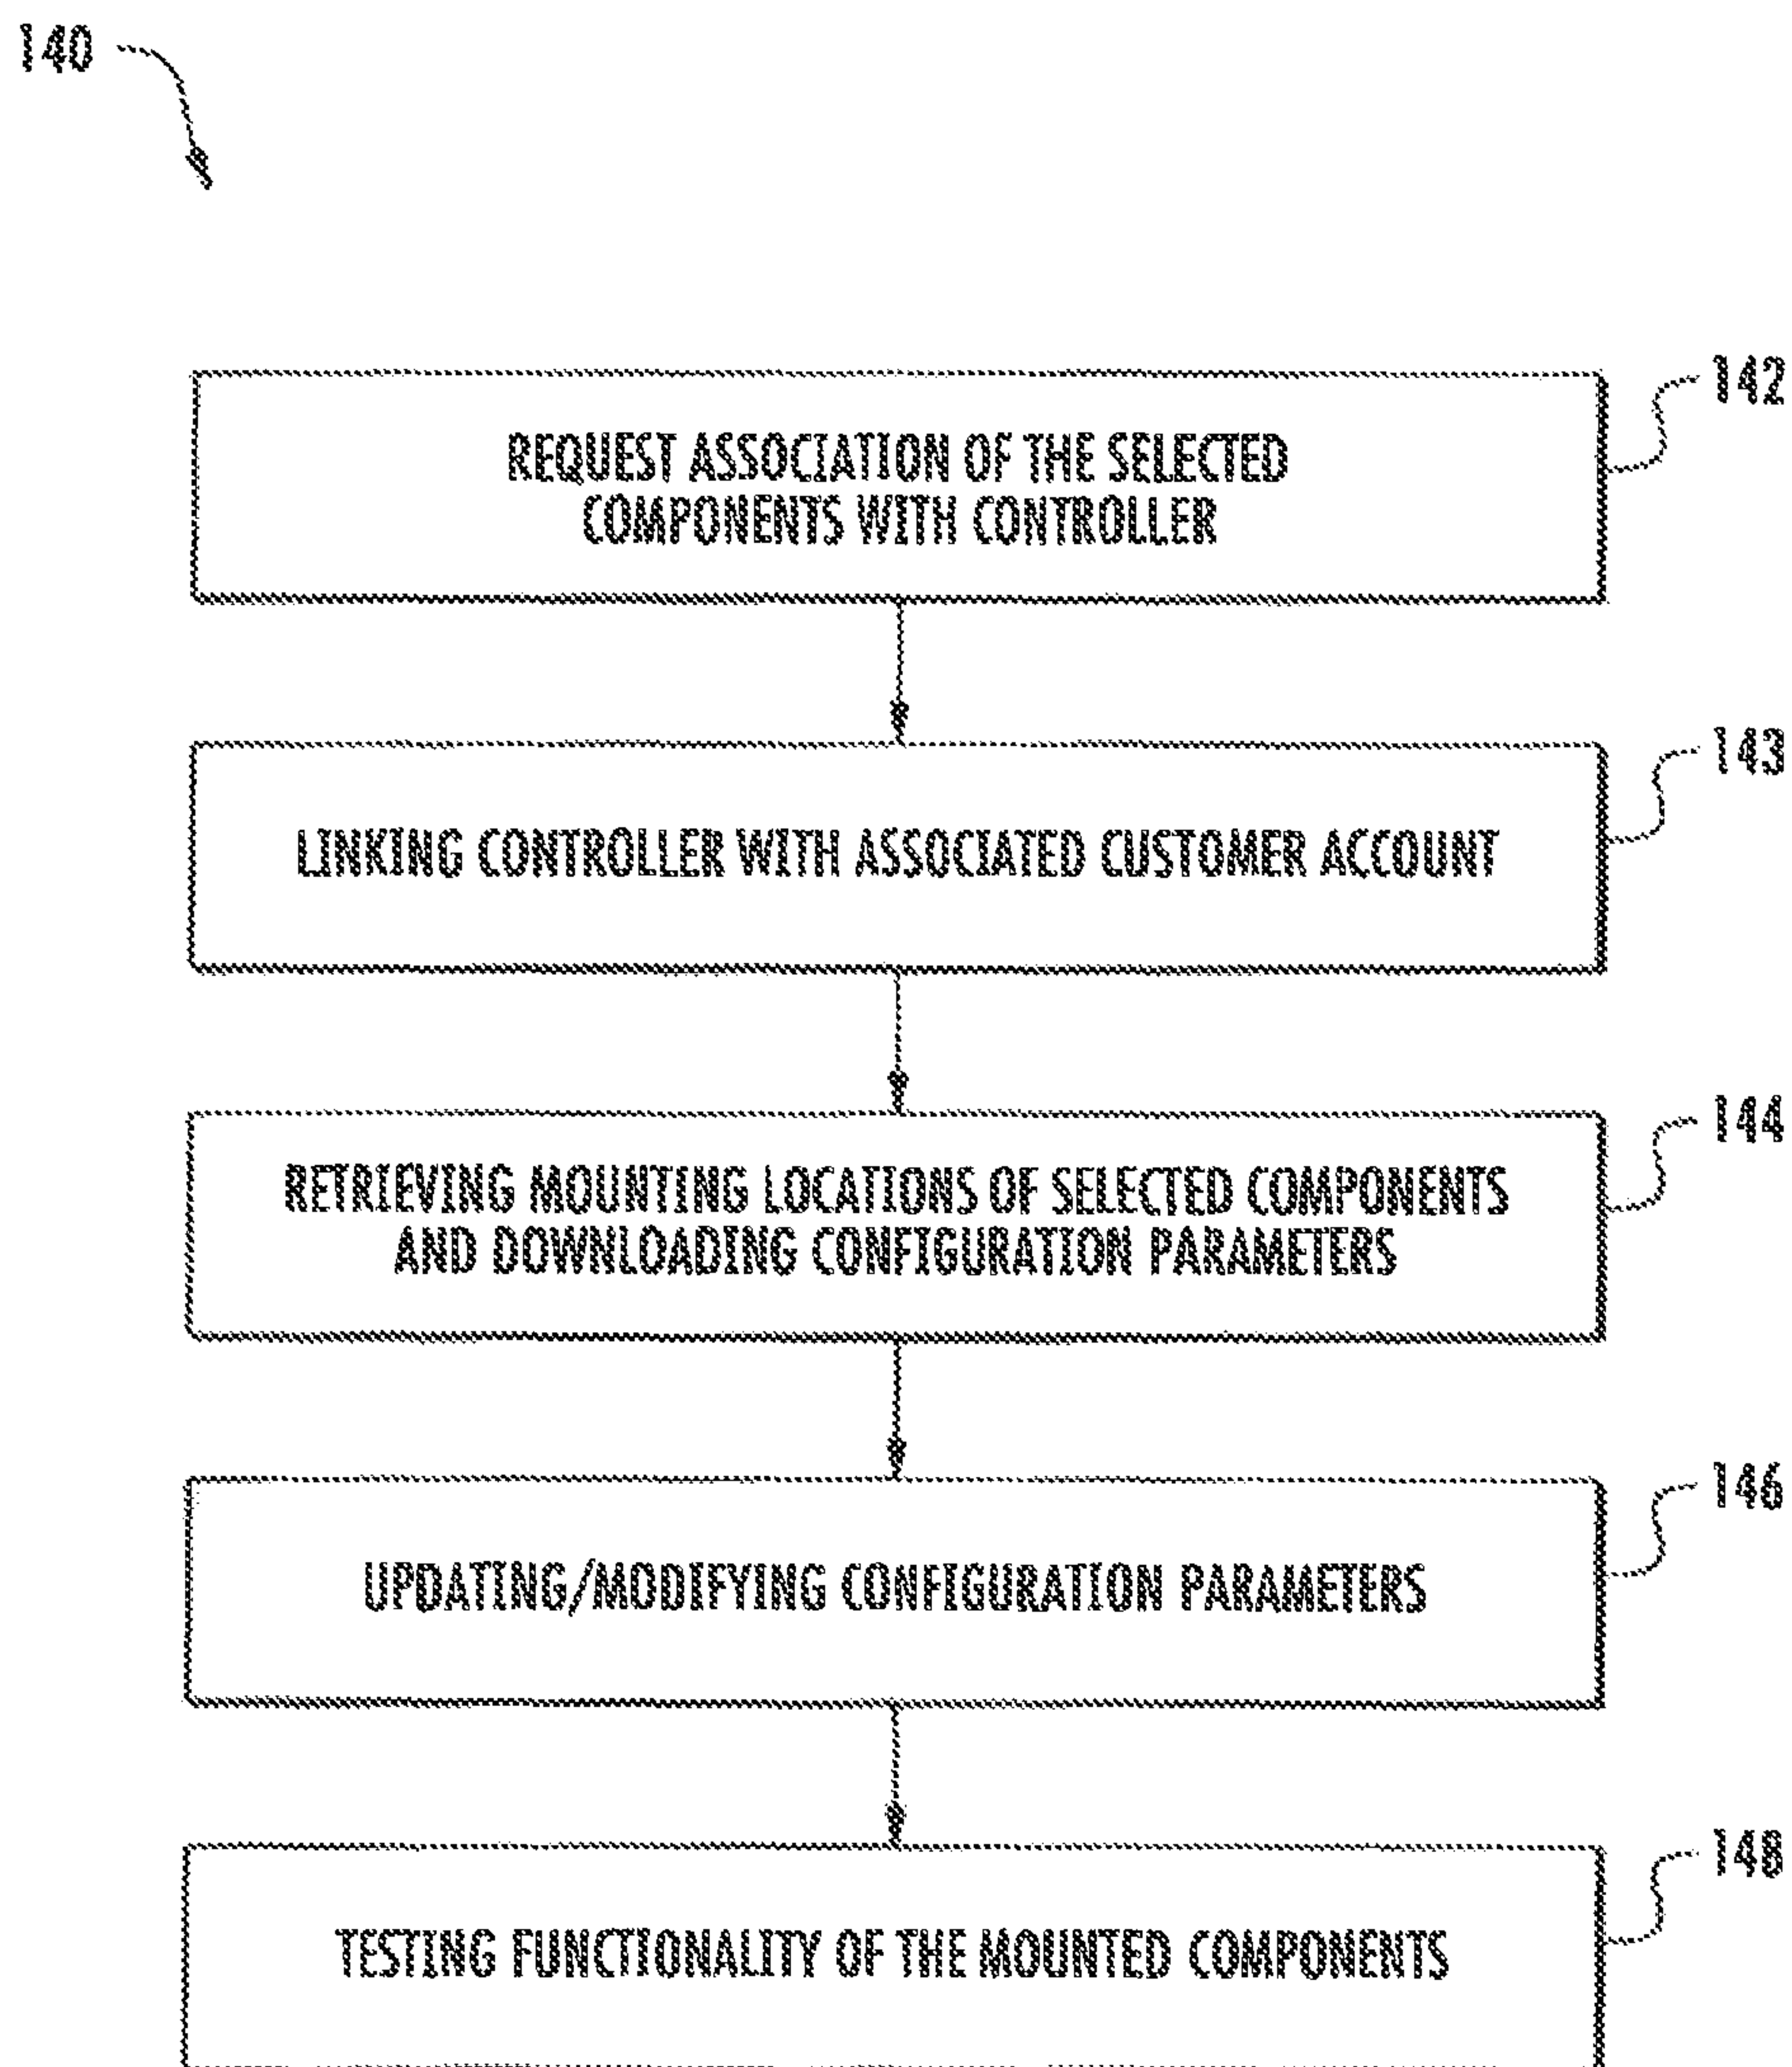 140
142
REQUEST ASSOCIATION OF THE SELECTED
COMPONENTS WITH CONTROLLER
143
LINKING CONTROLLER WITH ASSOCIATED CUSTOMER ACCOUNT
144
RETRIEVING MOUNTING LOCATIONS OF SELECTED COMPONENTS
AND DOWNLOADING CONFIGURATION PARAMETERS
146
UPDATING/MODIFYING CONFIGURATION PARAMETERS
148
TESTING FUNCTIONALITY OF THE MOUNTED COMPONENTS